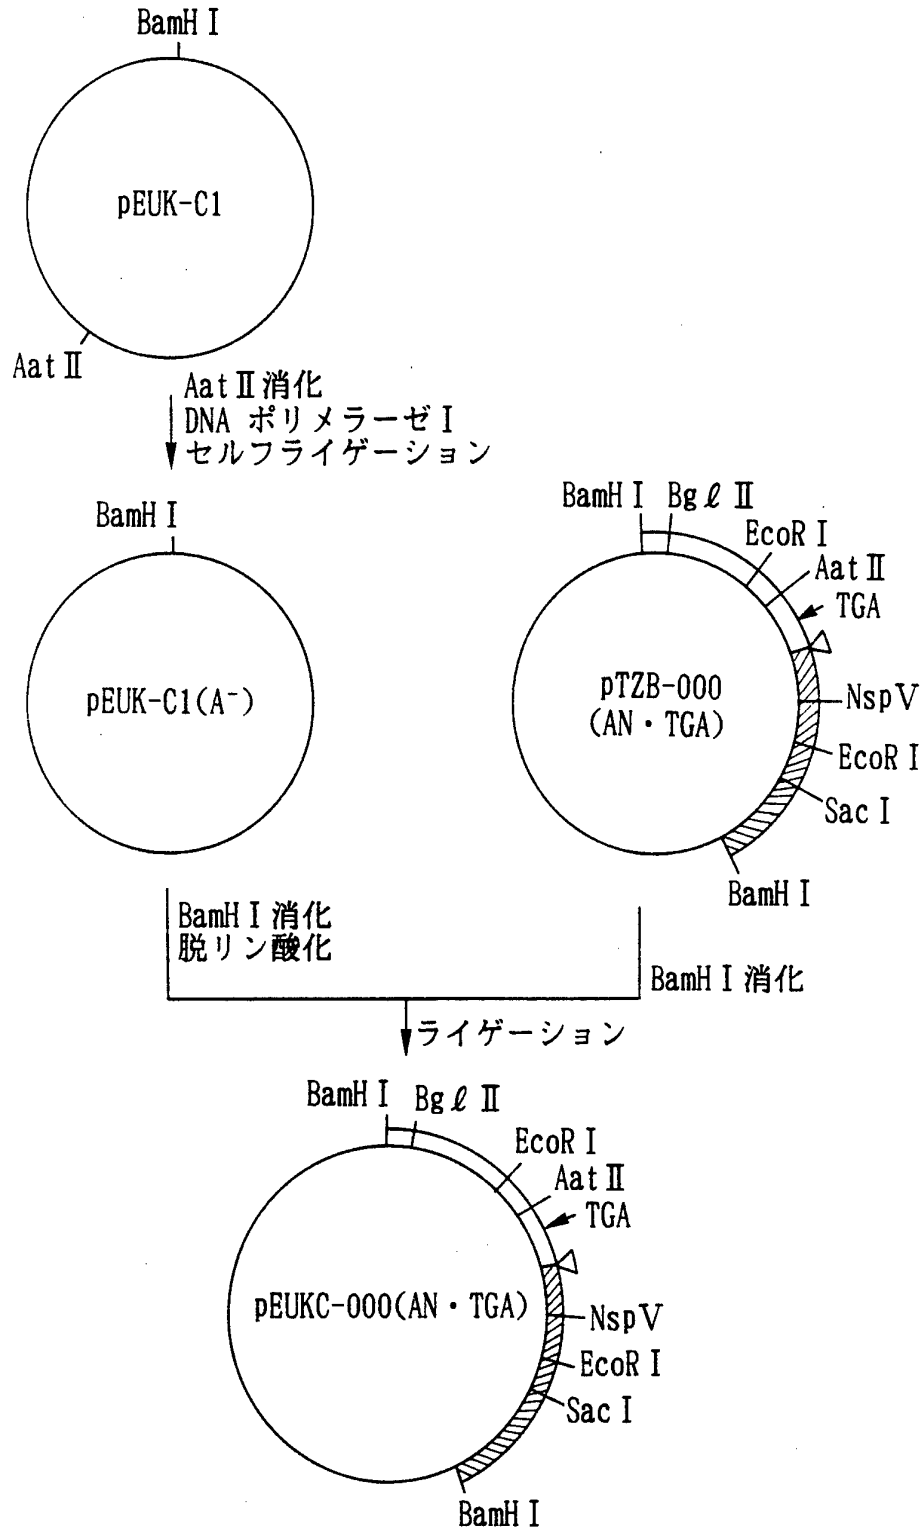 BamH I
pEUK-C1
Aat II
Aat II 消化
DNA ポリメラーゼ I
セルフライゲーション
BamH I
pEUK-C1(A⁻)
BamH I
Bg ℓ II
EcoR I
Aat II
TGA
pTZB-000
(AN・TGA)
NspV
EcoR I
Sac I
BamH I
BamH I 消化
脱リン酸化
BamH I 消化
ライゲーション
BamH I
Bg ℓ II
EcoR I
Aat II
TGA
pEUKC-000(AN・TGA)
NspV
EcoR I
Sac I
BamH I